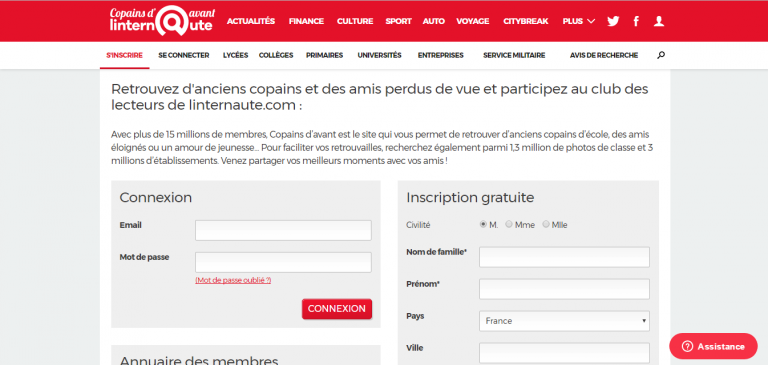 Copains d'avant
linternaute
ACTUALITÉS FINANCE CULTURE SPORT AUTO VOYAGE CITYBREAK PLUS
S'INSCRIRE SE CONNECTER LYCÉES COLLÈGES PRIMAIRES UNIVERSITÉS ENTREPRISES SERVICE MILITAIRE AVIS DE RECHERCHE
Retrouvez d'anciens copains et des amis perdus de vue et participez au club des
lecteurs de linternaute.com :
Avec plus de 15 millions de membres, Copains d'avant est le site qui vous permet de retrouver d'anciens copains d'école, des amis
éloignés ou un amour de jeunesse... Pour faciliter vos retrouvailles, recherchez également parmi 1,3 million de photos de classe et 3
millions d'établissements. Venez partager vos meilleurs moments avec vos amis !
Connexion
Email
Mot de passe
(Mot de passe oublié ?)
CONNEXION
Annuaire des membres
Inscription gratuite
Civilité M. Mme Mlle
Nom de famille*
Prénom*
Pays France
Ville
Assistance